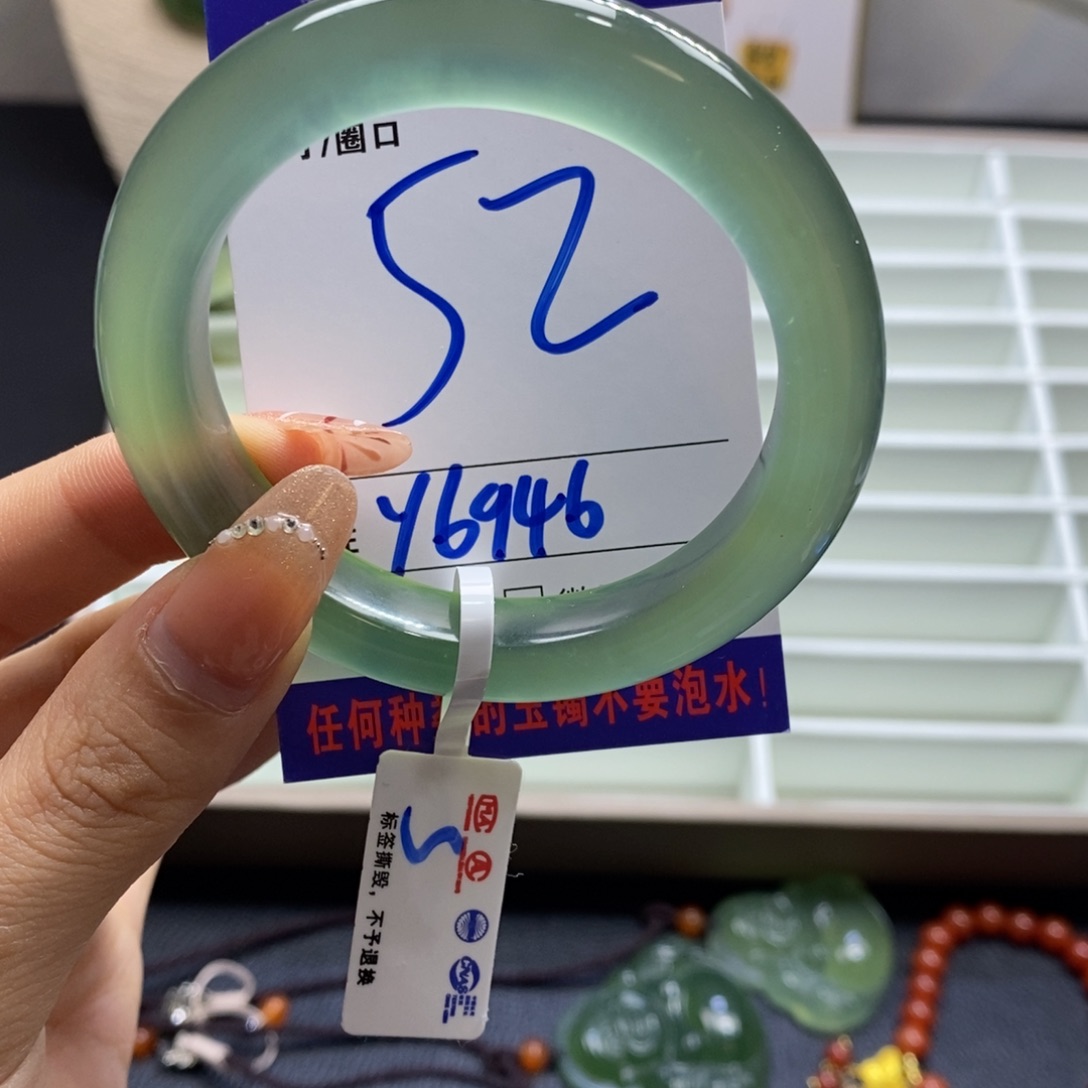 /圈口
52
Y6946
任何种 的玉镯不要泡水!
标签撕毁，不予退换